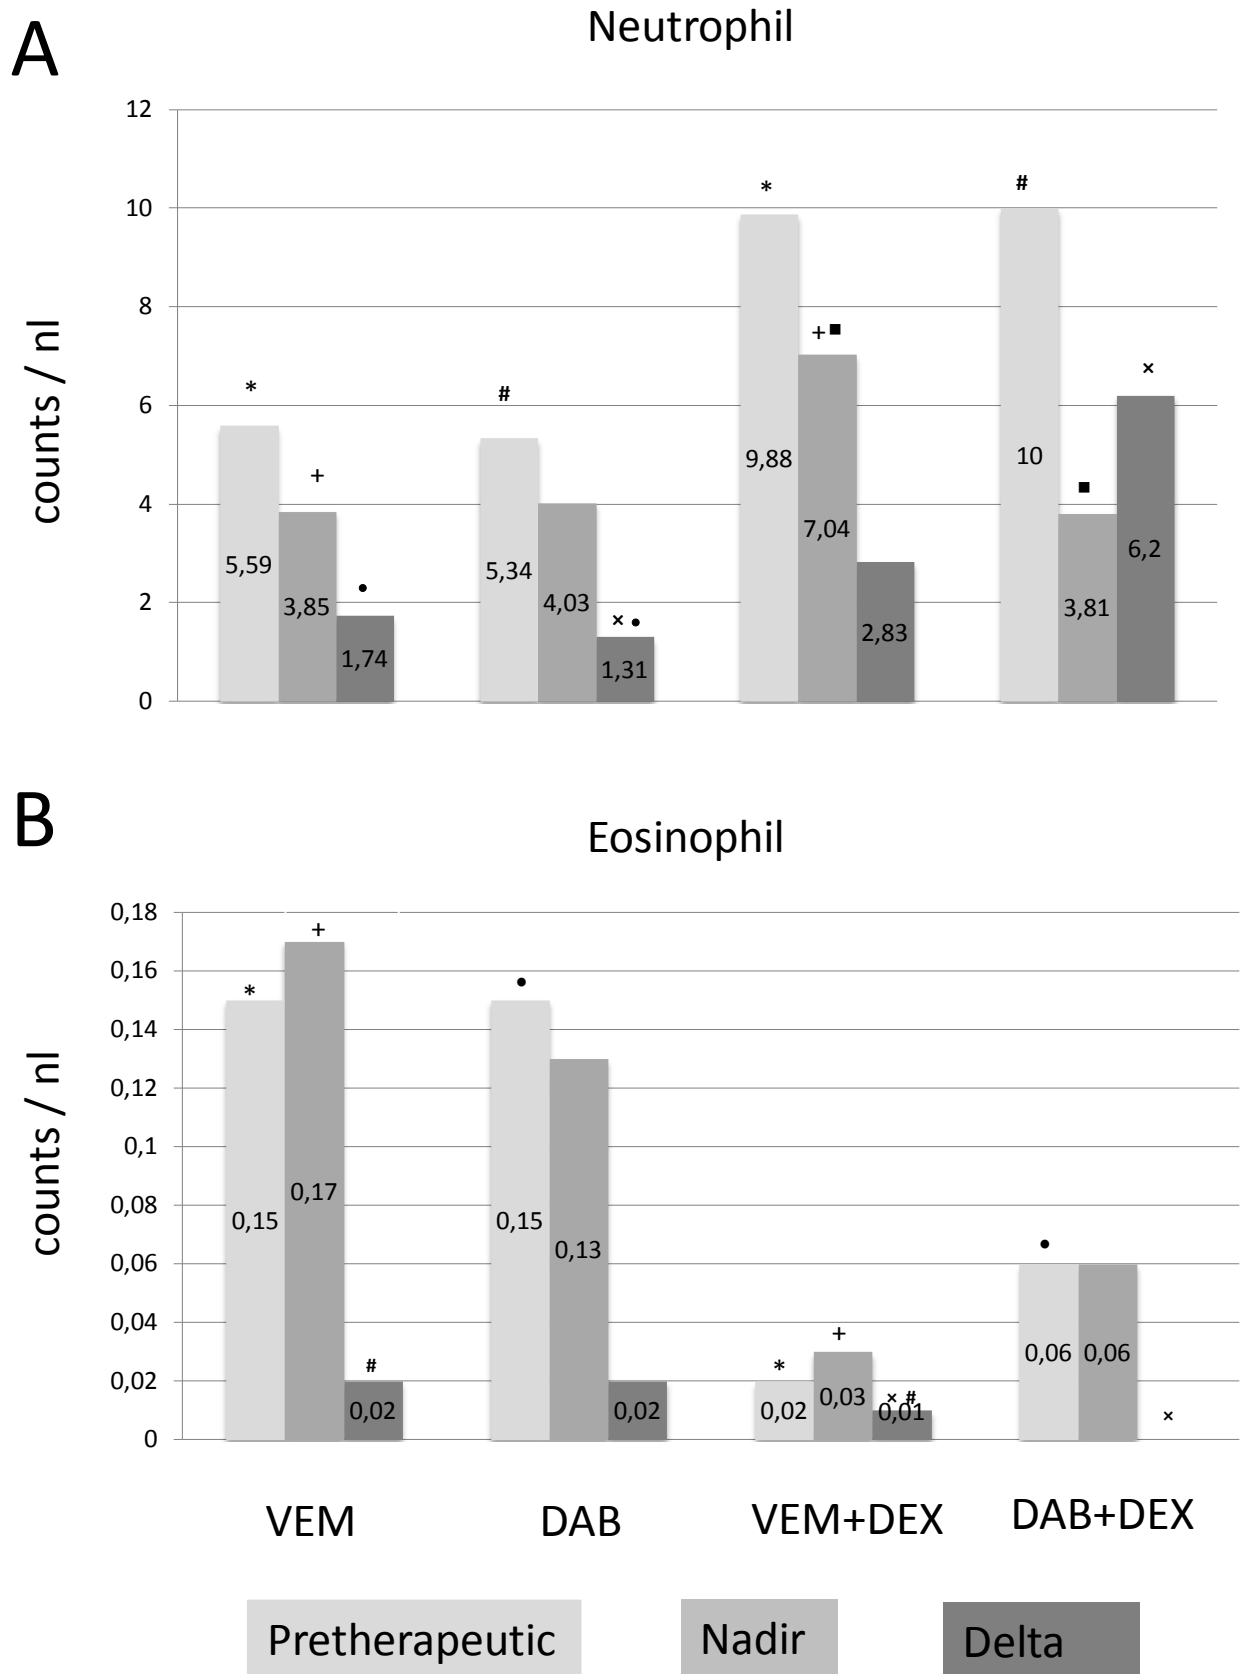 A
Neutrophil
counts / nl
12
10
8
6
4
2
0
* + • # × • * + ■ # ■ ×
5,59 3,85 1,74 5,34 4,03 1,31 9,88 7,04 2,83 10 3,81 6,2
B
Eosinophil
counts / nl
0,18
0,16
0,14
0,12
0,1
0,08
0,06
0,04
0,02
0
* + # • * + × # • ×
0,15 0,17 0,02 0,15 0,13 0,02 0,02 0,03 0,01 0,06 0,06
VEM DAB VEM+DEX DAB+DEX
Pretherapeutic Nadir Delta